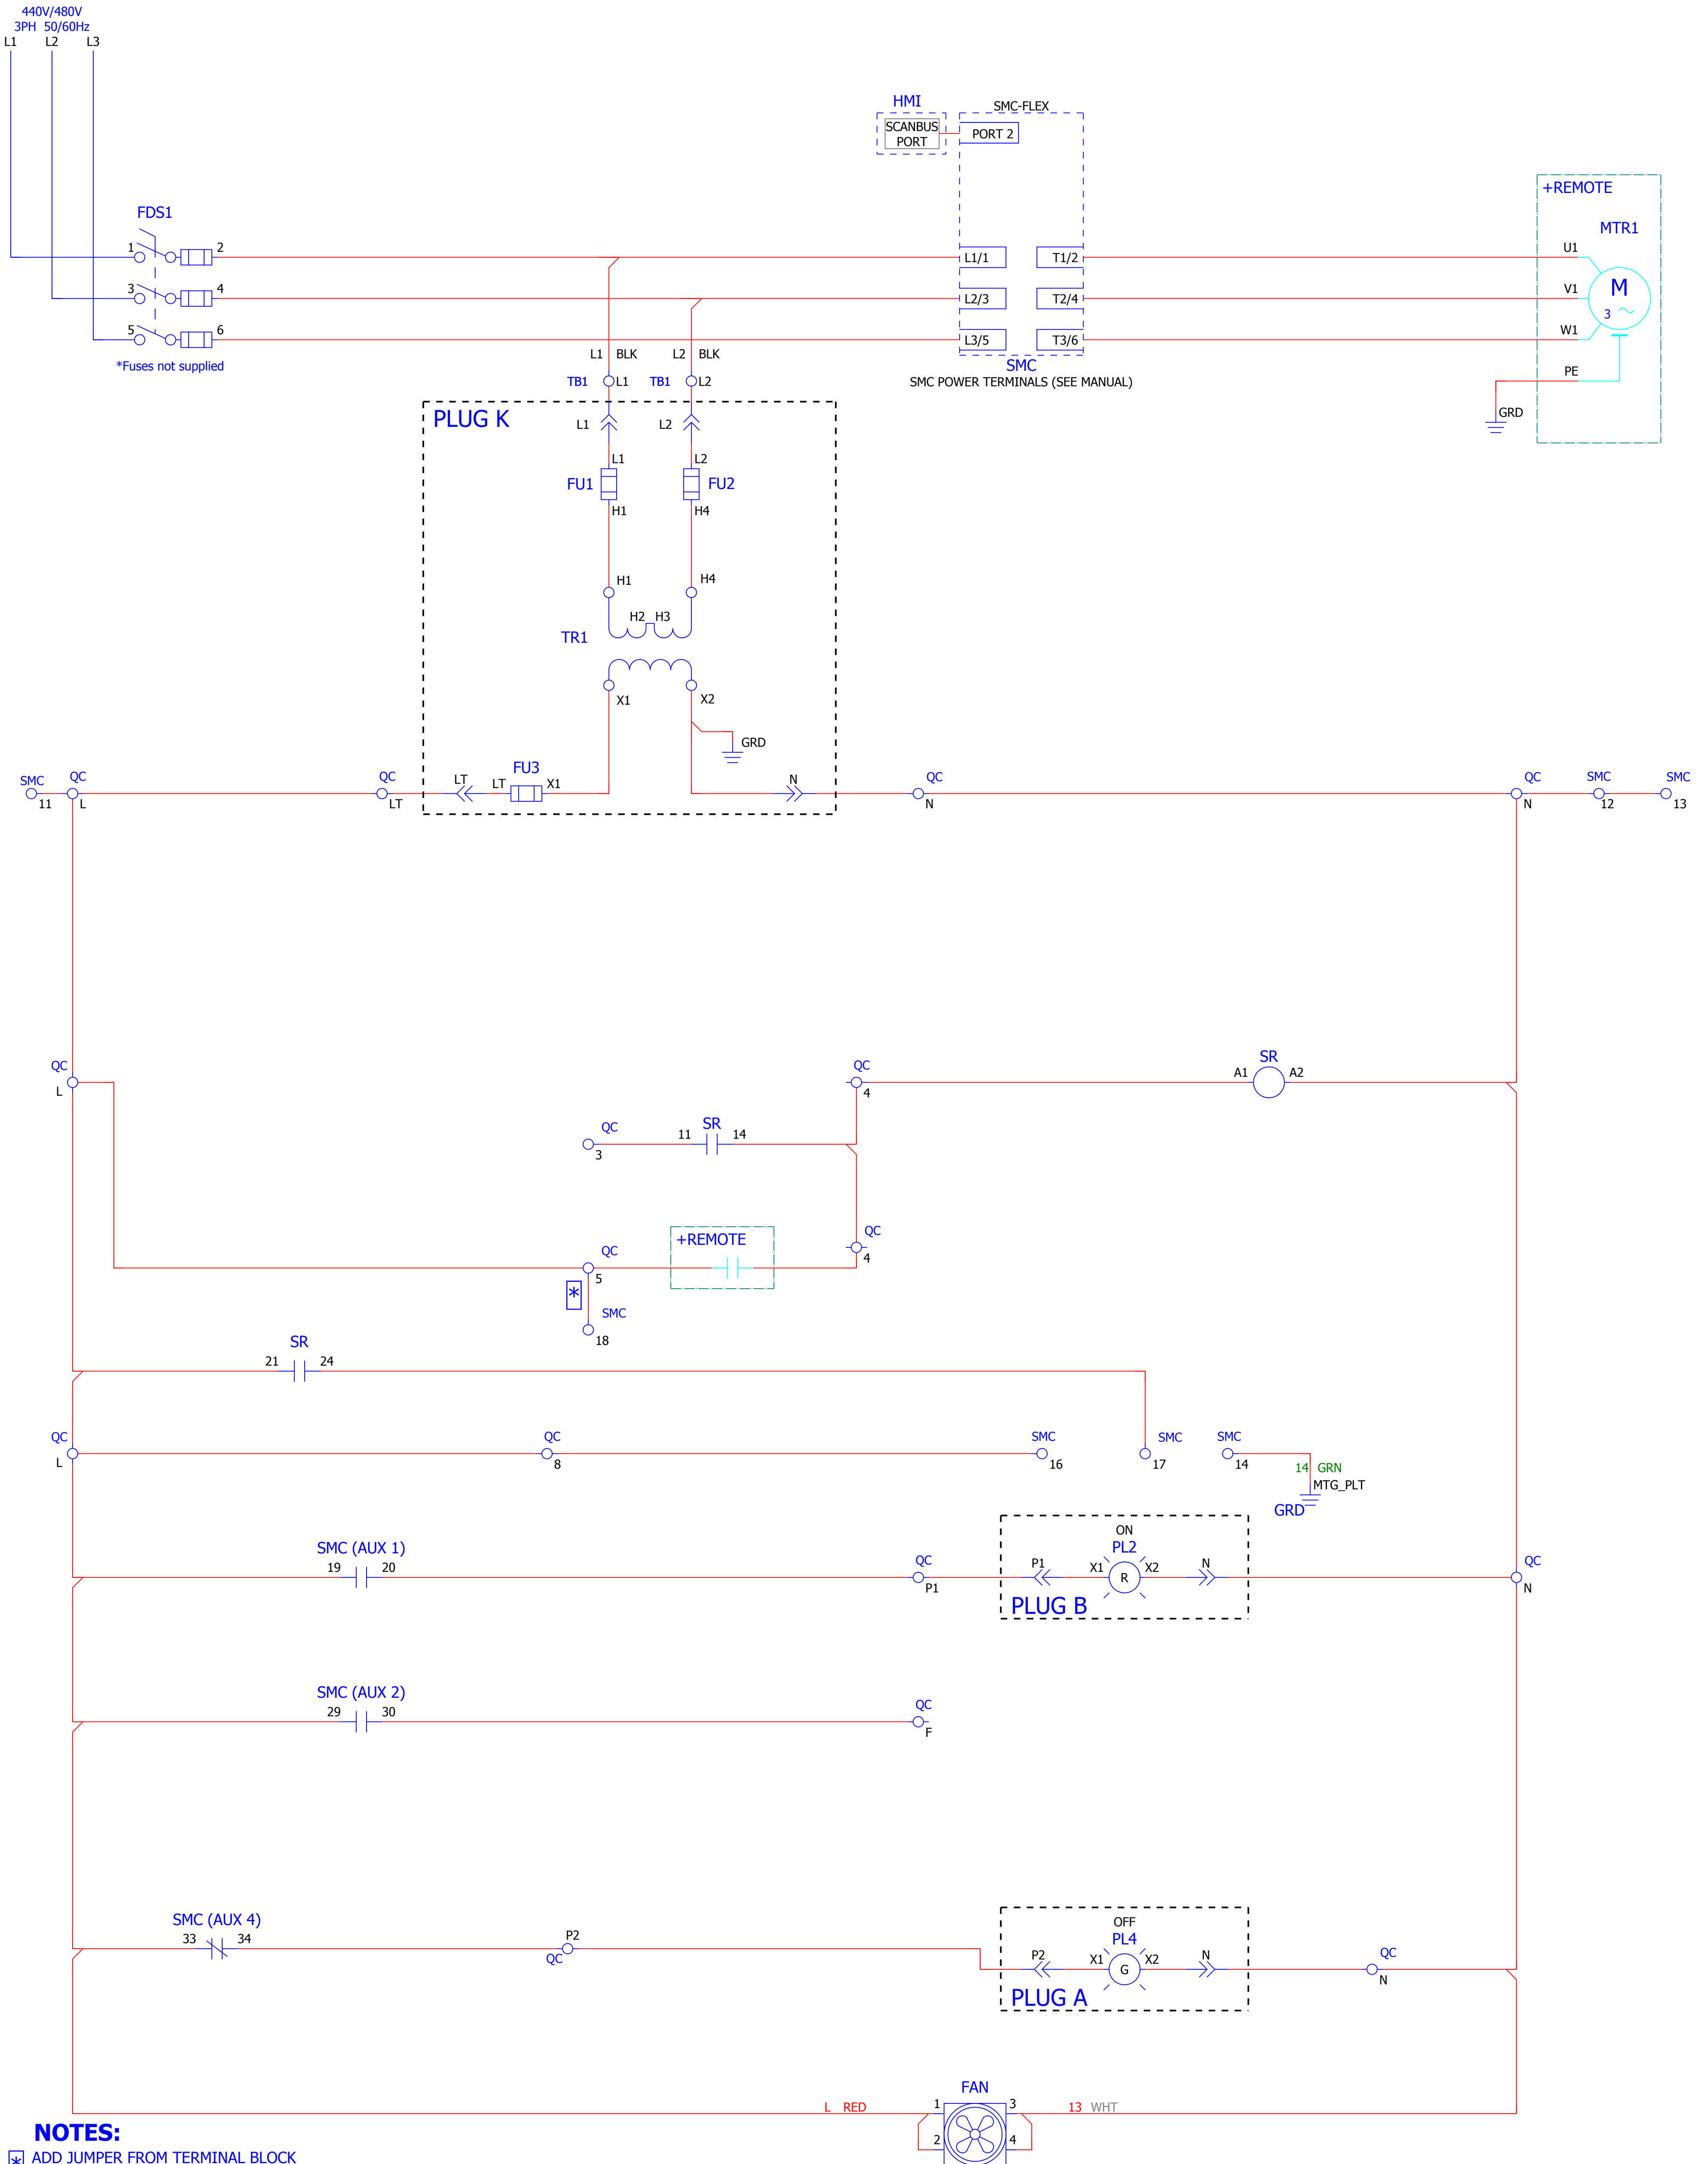 440V/480V
3PH 50/60Hz
L1 L2 L3
HMI
SCANBUS
PORT
SMC-FLEX
PORT 2
+REMOTE
MTR1
FDS1
1 2
3 4
5 6
*Fuses not supplied
L1/1 T1/2
L2/3 T2/4
L3/5 T3/6
SMC
SMC POWER TERMINALS (SEE MANUAL)
U1
V1
W1
PE
M
3
GRD
L1 BLK L2 BLK
TB1 L1 TB1 L2
PLUG K
L1 L2
L1 L2
FU1 FU2
H1 H4
H1 H4
H2 H3
TR1
X1 X2
GRD
SMC QC QC LT LT FU3 X1 N QC QC SMC SMC
11 L LT N N 12 13
QC QC SR
L 4 A1 A2
QC SR
3 11 14
+REMOTE QC
4
QC
5
*
SMC
18
SR
21 24
QC QC SMC SMC SMC
L 8 16 17 14
14 GRN
MTG_PLT
GRD
SMC (AUX 1)
19 20
QC
P1
ON
PL2
P1 X1 R X2 N
PLUG B
QC
N
SMC (AUX 2)
29 30
QC
F
SMC (AUX 4)
33 34
P2
QC
OFF
PL4
P2 X1 G X2 N
PLUG A
QC
N
FAN
L RED 1 3 13 WHT
2 4
NOTES:
* ADD JUMPER FROM TERMINAL BLOCK